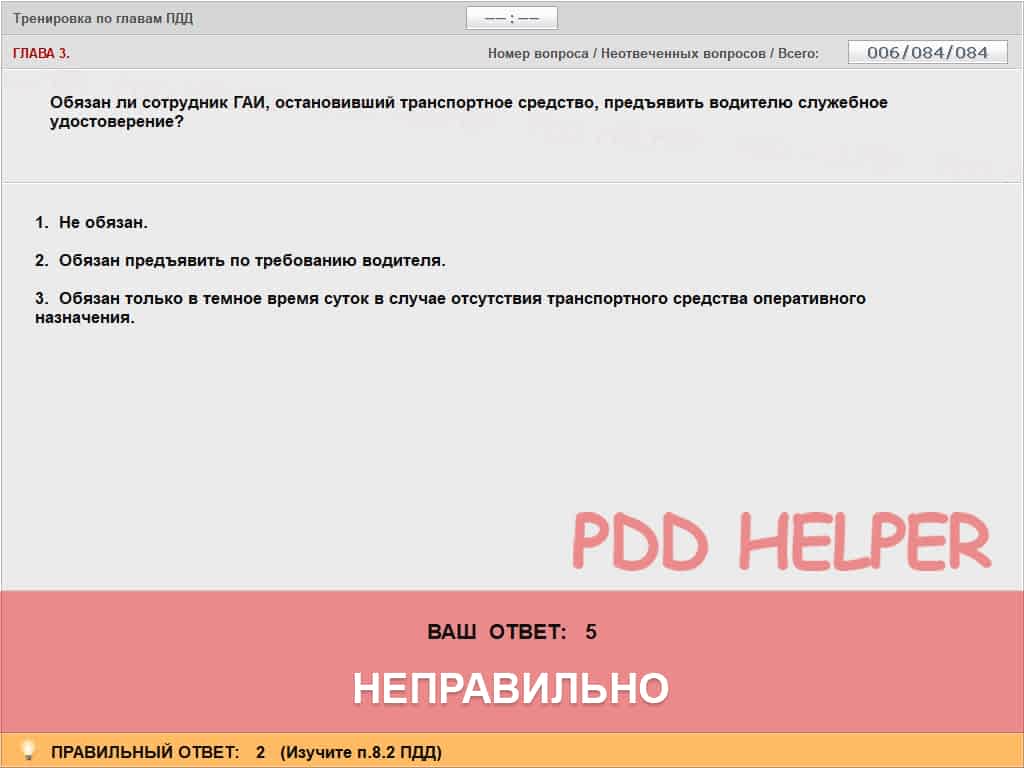 Тренировка по главам ПДД
—— : ——
ГЛАВА 3.
Номер вопроса / Неотвеченных вопросов / Всего:
006/084/084
Обязан ли сотрудник ГАИ, остановивший транспортное средство, предъявить водителю служебное
удостоверение?
1. Не обязан.
2. Обязан предъявить по требованию водителя.
3. Обязан только в темное время суток в случае отсутствия транспортного средства оперативного
назначения.
PDD HELPER
ВАШ ОТВЕТ: 5
НЕПРАВИЛЬНО
ПРАВИЛЬНЫЙ ОТВЕТ: 2 (Изучите п.8.2 ПДД)